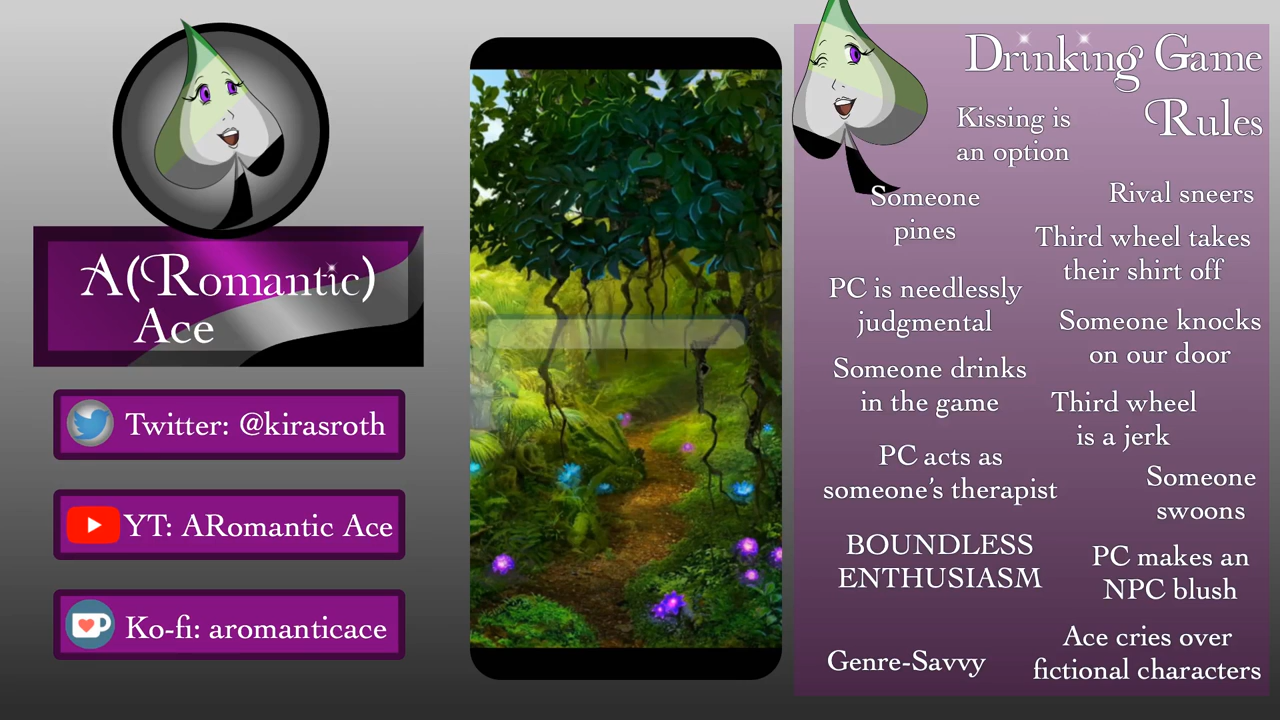 A(Romantic)
Ace
Twitter: @kirasroth
YT: ARomantic Ace
Ko-fi: aromanticace
Drinking Game
Rules
Kissing is
an option
Someone
pines
Rival sneers
Third wheel takes
their shirt off
PC is needlessly
judgmental
Someone knocks
on our door
Someone drinks
in the game
Third wheel
is a jerk
PC acts as
someone's therapist
Someone
swoons
BOUNDLESS
ENTHUSIASM
PC makes an
NPC blush
Genre-Savvy
Ace cries over
fictional characters